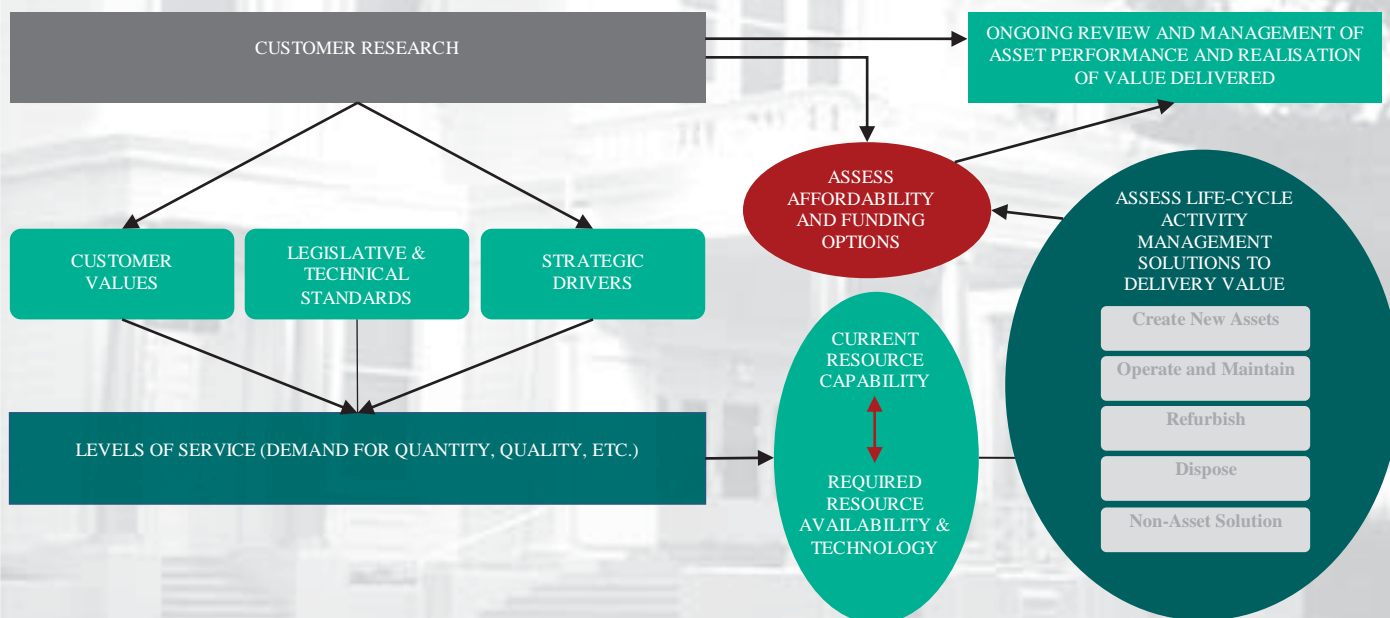 CUSTOMER RESEARCH
ONGOING REVIEW AND MANAGEMENT OF
ASSET PERFORMANCE AND REALISATION
OF VALUE DELIVERED
ASSESS
AFFORDABILITY
AND FUNDING
OPTIONS
ASSESS LIFE-CYCLE
ACTIVITY
MANAGEMENT
SOLUTIONS TO
DELIVERY VALUE
Create New Assets
Operate and Maintain
Refurbish
Dispose
Non-Asset Solution
CUSTOMER
VALUES
LEGISLATIVE &
TECHNICAL
STANDARDS
STRATEGIC
DRIVERS
CURRENT
RESOURCE
CAPABILITY
REQUIRED
RESOURCE
AVAILABILITY &
TECHNOLOGY
LEVELS OF SERVICE (DEMAND FOR QUANTITY, QUALITY, ETC.)